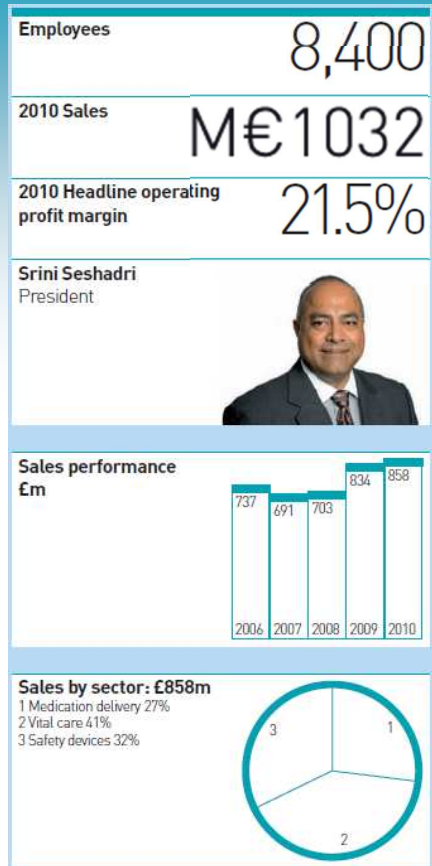 Employees
8,400
2010 Sales
M€1032
2010 Headline operating
profit margin
21.5%
Srini Seshadri
President
Sales performance
£m
737
691
703
834
858
2006
2007
2008
2009
2010
Sales by sector: £858m
1 Medication delivery 27%
2 Vital care 41%
3 Safety devices 32%
3
1
2